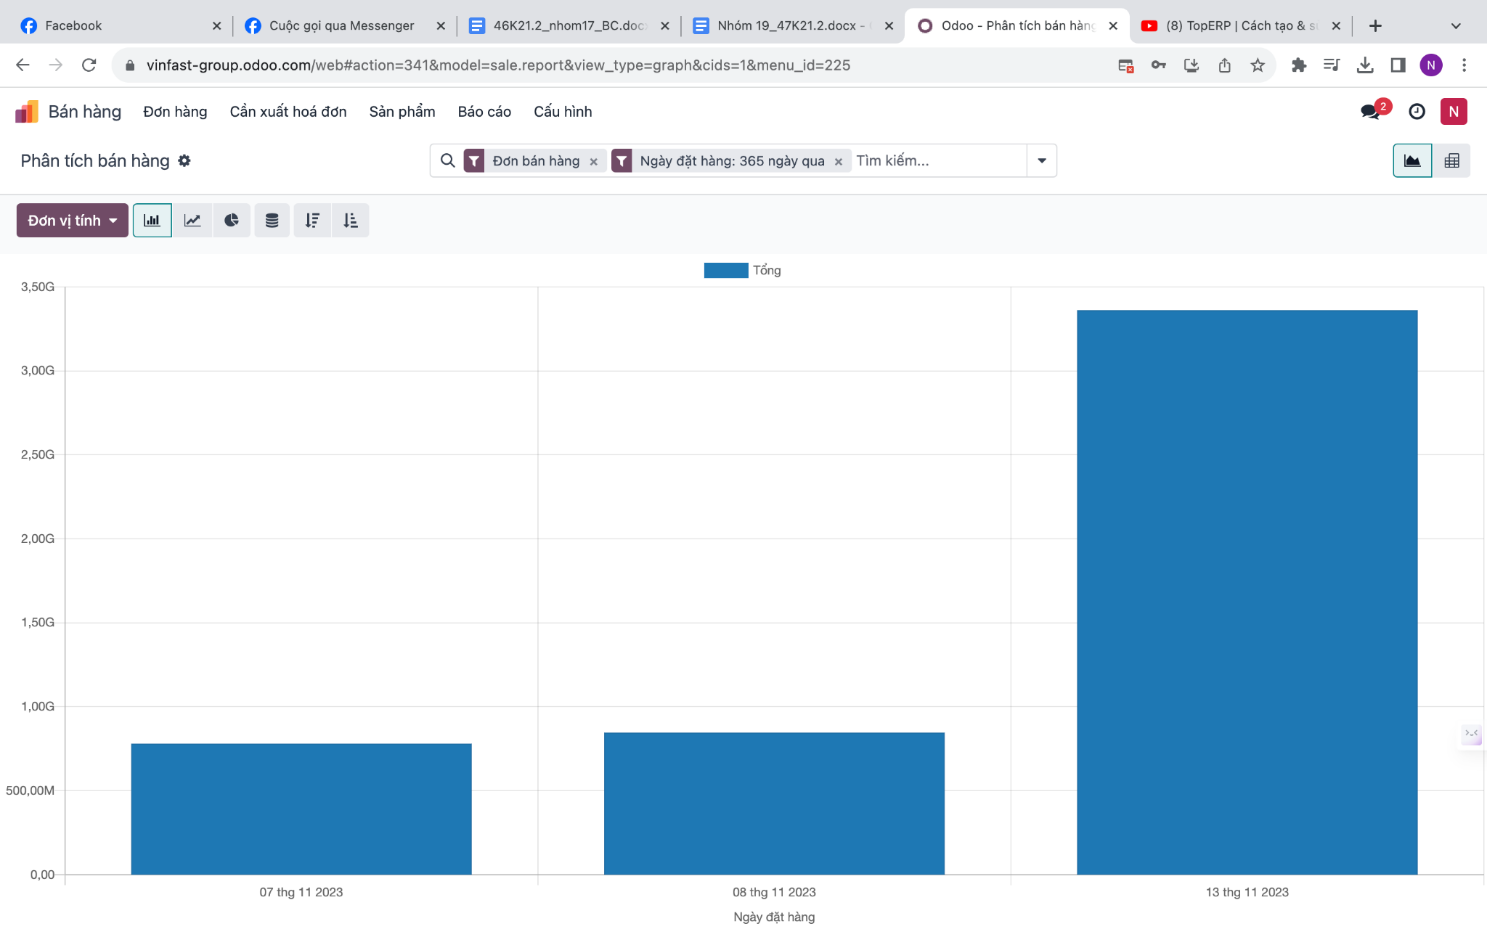 Facebook
Cuộc gọi qua Messenger
46K21.2_nhom17_BC.doc
Nhóm 19_47K21.2.docx -
Odoo - Phân tích bán hàng
(8) TopERP | Cách tạo & s
vinfast-group.odoo.com/web#action=341&model=sale.report&view_type=graph&cids=1&menu_id=225
N
Bán hàng Đơn hàng Cần xuất hoá đơn Sản phẩm Báo cáo Cấu hình
2
N
Phân tích bán hàng
Đơn bán hàng ×
Ngày đặt hàng: 365 ngày qua ×
Tìm kiếm...
Đơn vị tính
Tổng
3,50G
3,00G
2,50G
2,00G
1,50G
1,00G
500,00M
0,00
07 thg 11 2023
08 thg 11 2023
13 thg 11 2023
Ngày đặt hàng